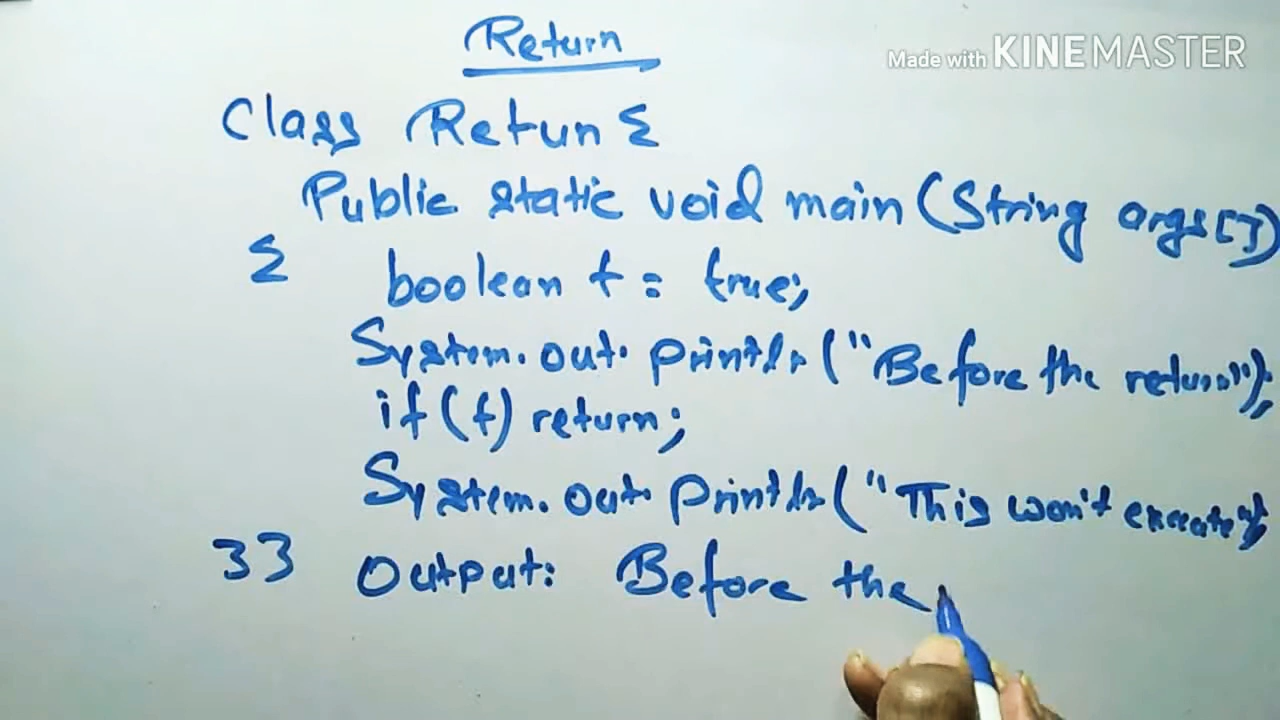 Return
Made with KINEMASTER
Class Retun {
Public static void main (String args[])
{ boolean t = true;
System.out.println ("Before the return");
if (t) return;
System.out.println ("This won't execute");
}} Output: Before the